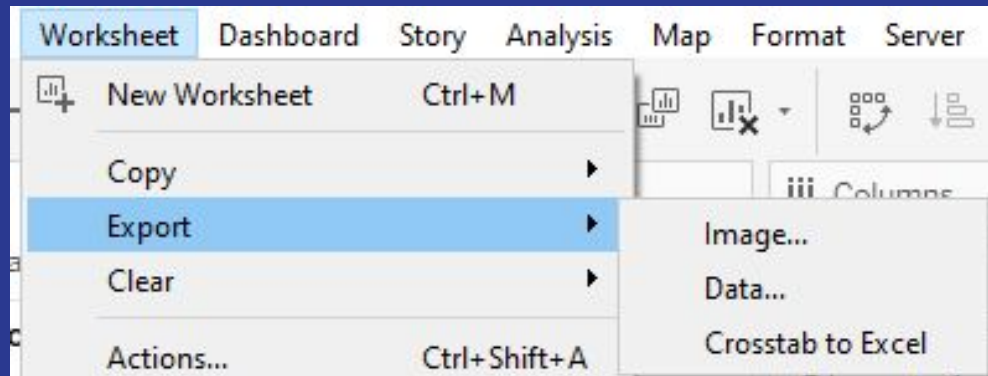 Worksheet Dashboard Story Analysis Map Format Server
New Worksheet Ctrl+M
Copy
Columns
Export
Image...
Clear
Data...
Crosstab to Excel
Actions... Ctrl+Shift+A